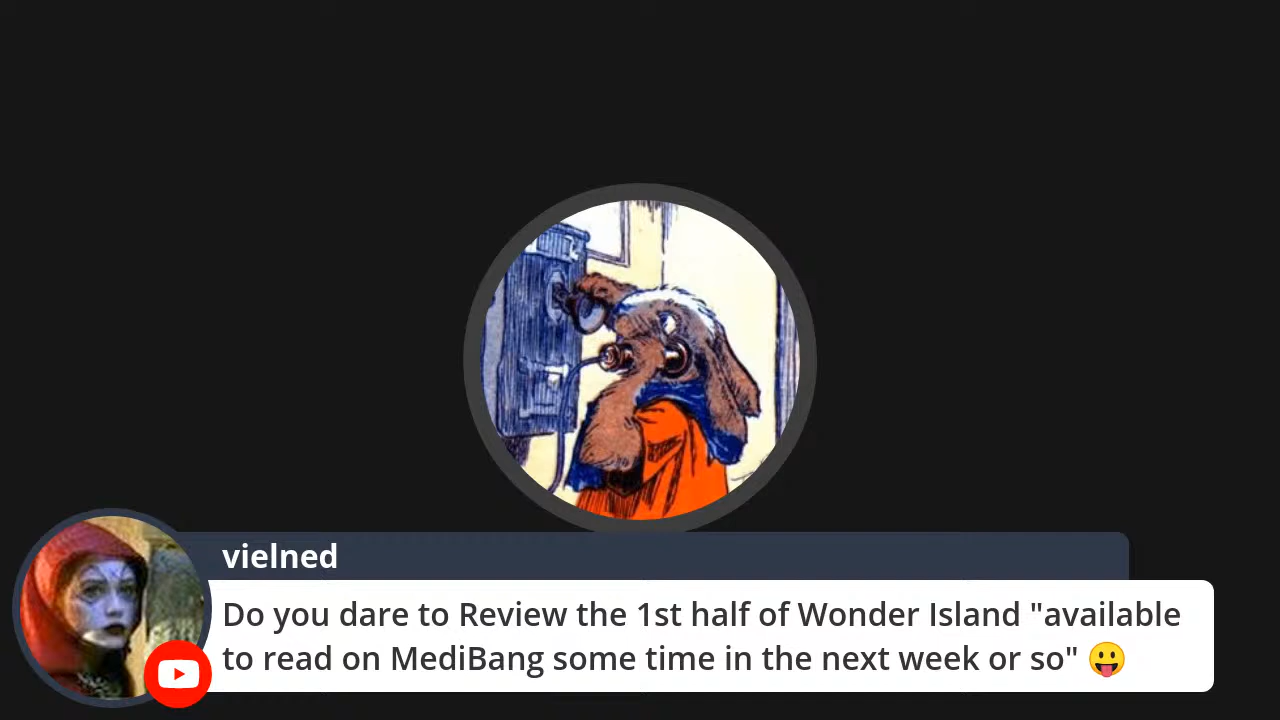 vielned
Do you dare to Review the 1st half of Wonder Island "available
to read on MediBang some time in the next week or so" 😛